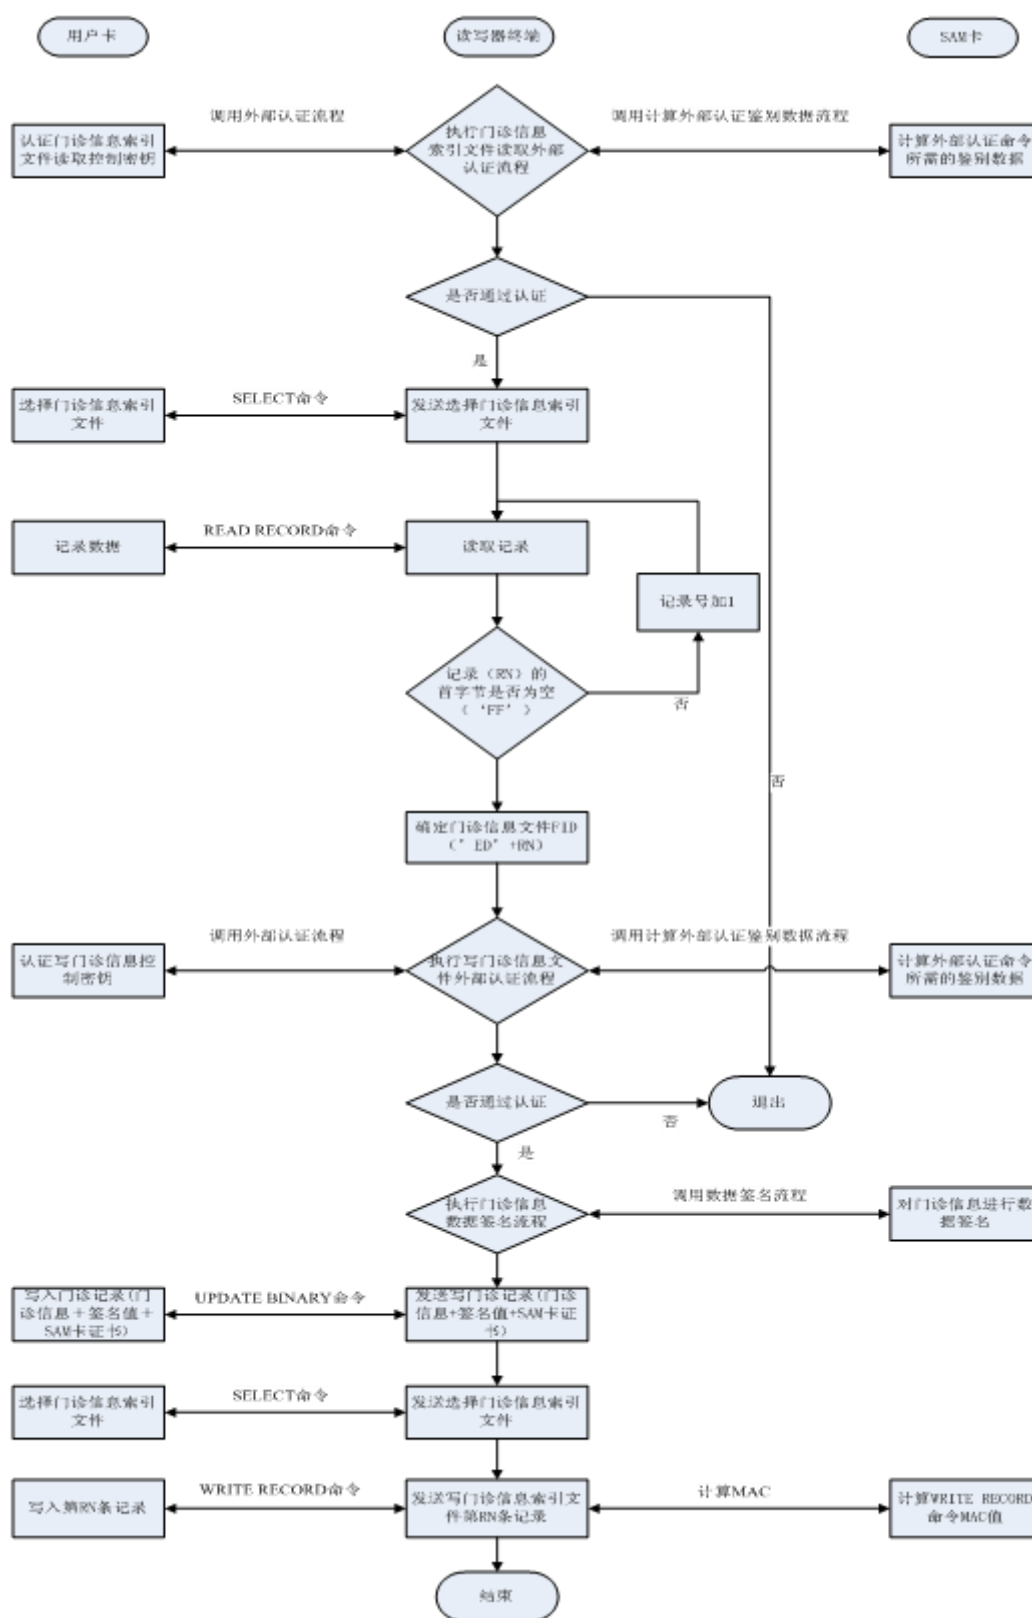 用户卡
读写器终端
SAM卡
调用外部认证流程
调用计算外部认证鉴别数据流程
认证门诊信息索引
文件读取控制密钥
执行门诊信息
索引文件读取外部
认证流程
计算外部认证命令
所需的鉴别数据
是否通过认证
是
SELECT命令
选择门诊信息索引
文件
发送选择门诊信息索引
文件
READ RECORD命令
记录数据
读取记录
记录号加1
记录（RN）的
首字节是否为空
（‘FF’）
否
否
确定门诊信息文件FID
（”ED”+RN）
调用外部认证流程
调用计算外部认证鉴别数据流程
认证写门诊信息控
制密钥
执行写门诊信息文
件外部认证流程
计算外部认证命令
所需的鉴别数据
是否通过认证
否
退出
是
执行门诊信息
数据签名流程
调用数据签名流程
对门诊信息进行数
据签名
写入门诊记录(门
诊信息＋签名值＋
SAM卡证书)
UPDATE BINARY命令
发送写门诊记录(门诊
信息+签名值+SAM卡证
书)
SELECT命令
选择门诊信息索引
文件
发送选择门诊信息索引
文件
WRITE RECORD命令
计算MAC
写入第RN条记录
发送写门诊信息索引文
件第RN条记录
计算WRITE RECORD
命令MAC值
结束